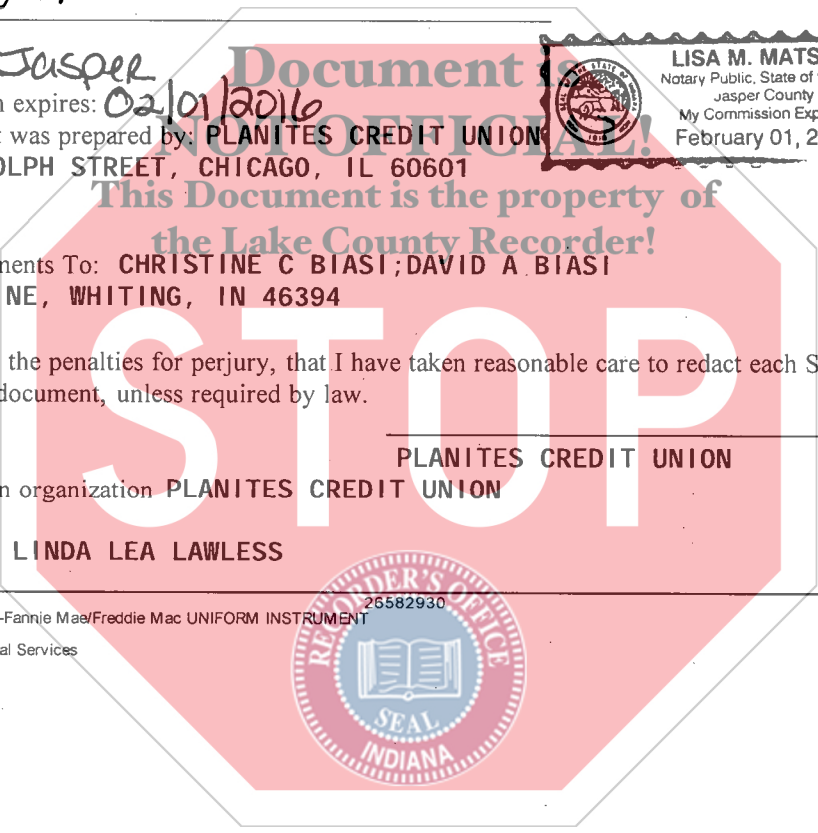 Jasper
n expires: 02/01/2016
t was prepared by: PLANITES CREDIT UNION
OLPH STREET, CHICAGO, IL 60601
LISA M. MATS
Notary Public, State of
Jasper County
My Commission Exp
February 01, 2
Document is
NOT OFFICIAL!
This Document is the property of
the Lake County Recorder!
nents To: CHRISTINE C BIASI;DAVID A BIASI
NE, WHITING, IN 46394
the penalties for perjury, that I have taken reasonable care to redact each S
document, unless required by law.
STOP
PLANITES CREDIT UNION
n organization PLANITES CREDIT UNION
LINDA LEA LAWLESS
26582930
-Fannie Mae/Freddie Mac UNIFORM INSTRUMENT
al Services
RECORDER'S OFFICE
SEAL
INDIANA